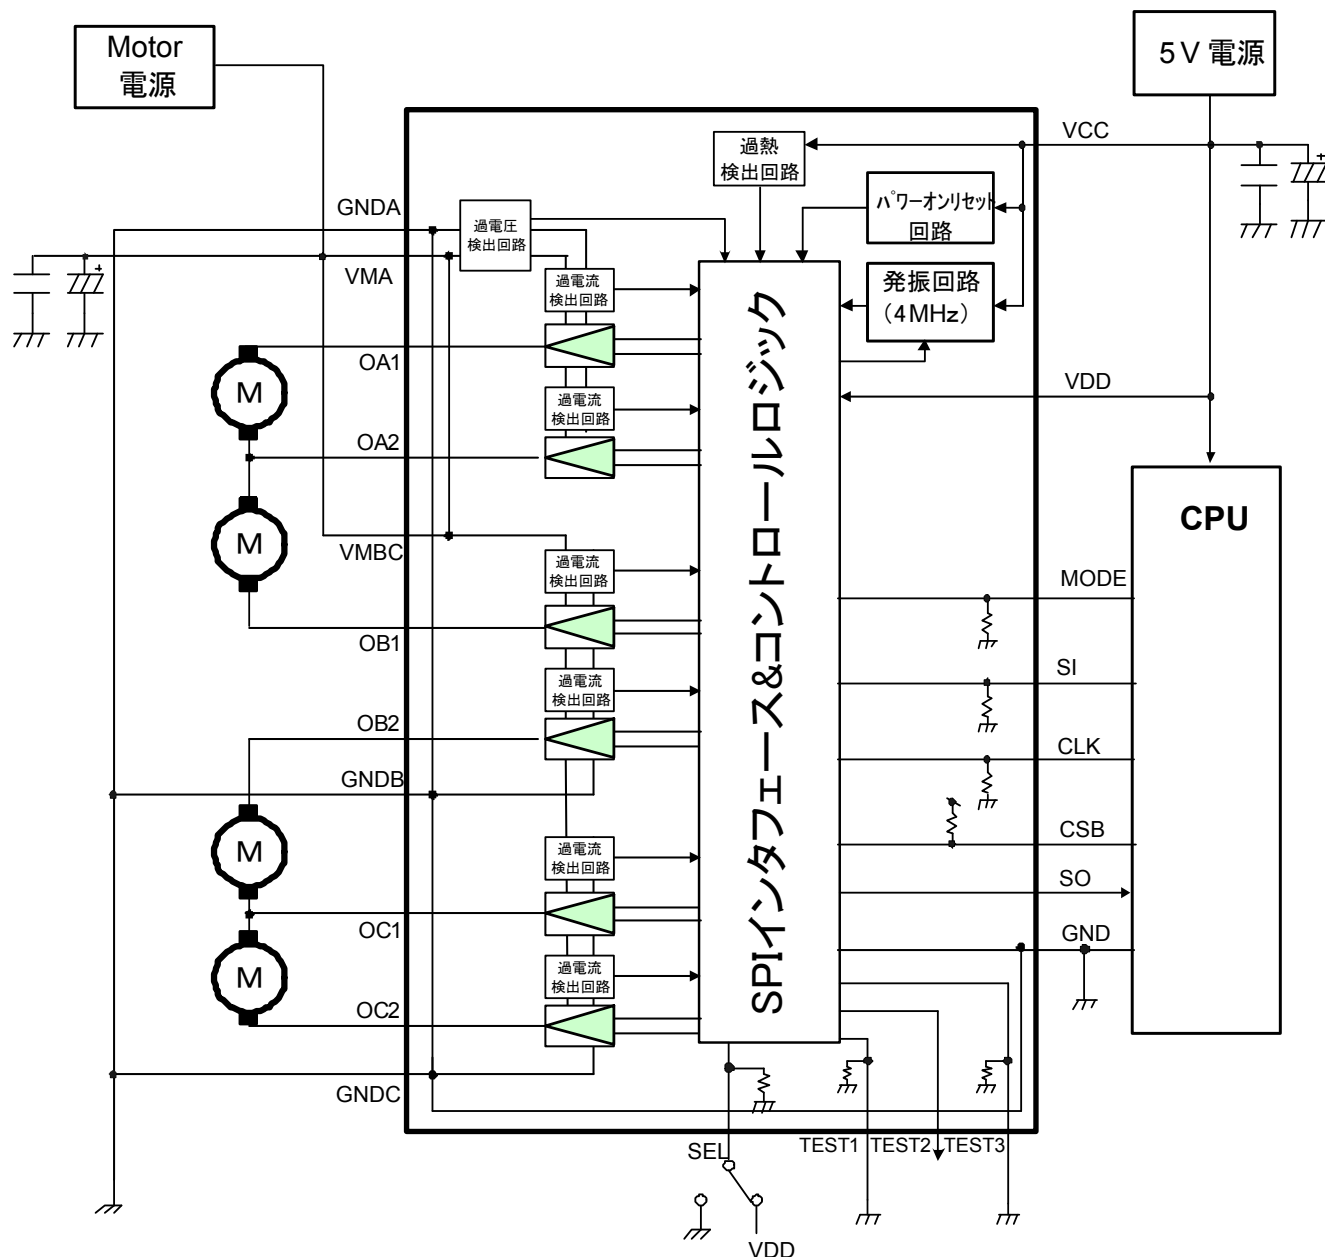 Motor
電源
5V 電源
VCC
過熱
検出回路
パワーオンリセット
回路
GNDA
過電圧
検出回路
発振回路
(4MHz)
VMA
過電流
検出回路
OA1
M
VDD
過電流
検出回路
OA2
SPIインタフェース&コントロールロジック
CPU
M
VMBC
過電流
検出回路
MODE
OB1
SI
過電流
検出回路
OB2
CLK
GNDB
CSB
過電流
検出回路
M
SO
OC1
GND
過電流
検出回路
M
OC2
GNDC
SEL
TEST1
TEST2
TEST3
VDD